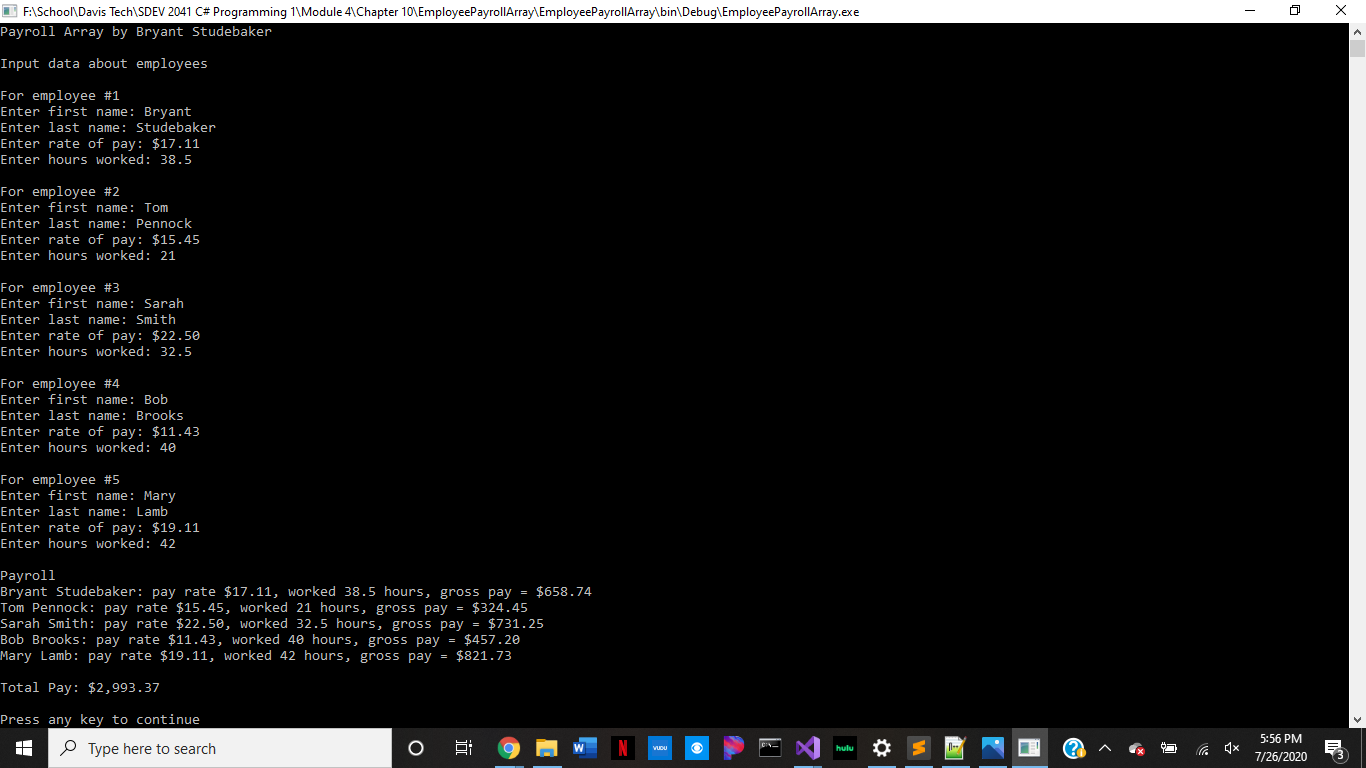 F:\School\Davis Tech\SDEV 2041 C# Programming 1\Module 4\Chapter 10\EmployeePayrollArray\EmployeePayrollArray\bin\Debug\EmployeePayrollArray.exe
Payroll Array by Bryant Studebaker
Input data about employees
For employee #1
Enter first name: Bryant
Enter last name: Studebaker
Enter rate of pay: $17.11
Enter hours worked: 38.5
For employee #2
Enter first name: Tom
Enter last name: Pennock
Enter rate of pay: $15.45
Enter hours worked: 21
For employee #3
Enter first name: Sarah
Enter last name: Smith
Enter rate of pay: $22.50
Enter hours worked: 32.5
For employee #4
Enter first name: Bob
Enter last name: Brooks
Enter rate of pay: $11.43
Enter hours worked: 40
For employee #5
Enter first name: Mary
Enter last name: Lamb
Enter rate of pay: $19.11
Enter hours worked: 42
Payroll
Bryant Studebaker: pay rate $17.11, worked 38.5 hours, gross pay = $658.74
Tom Pennock: pay rate $15.45, worked 21 hours, gross pay = $324.45
Sarah Smith: pay rate $22.50, worked 32.5 hours, gross pay = $731.25
Bob Brooks: pay rate $11.43, worked 40 hours, gross pay = $457.20
Mary Lamb: pay rate $19.11, worked 42 hours, gross pay = $821.73
Total Pay: $2,993.37
Press any key to continue
Type here to search
N
VUDU
hulu
5:56 PM
7/26/2020
3